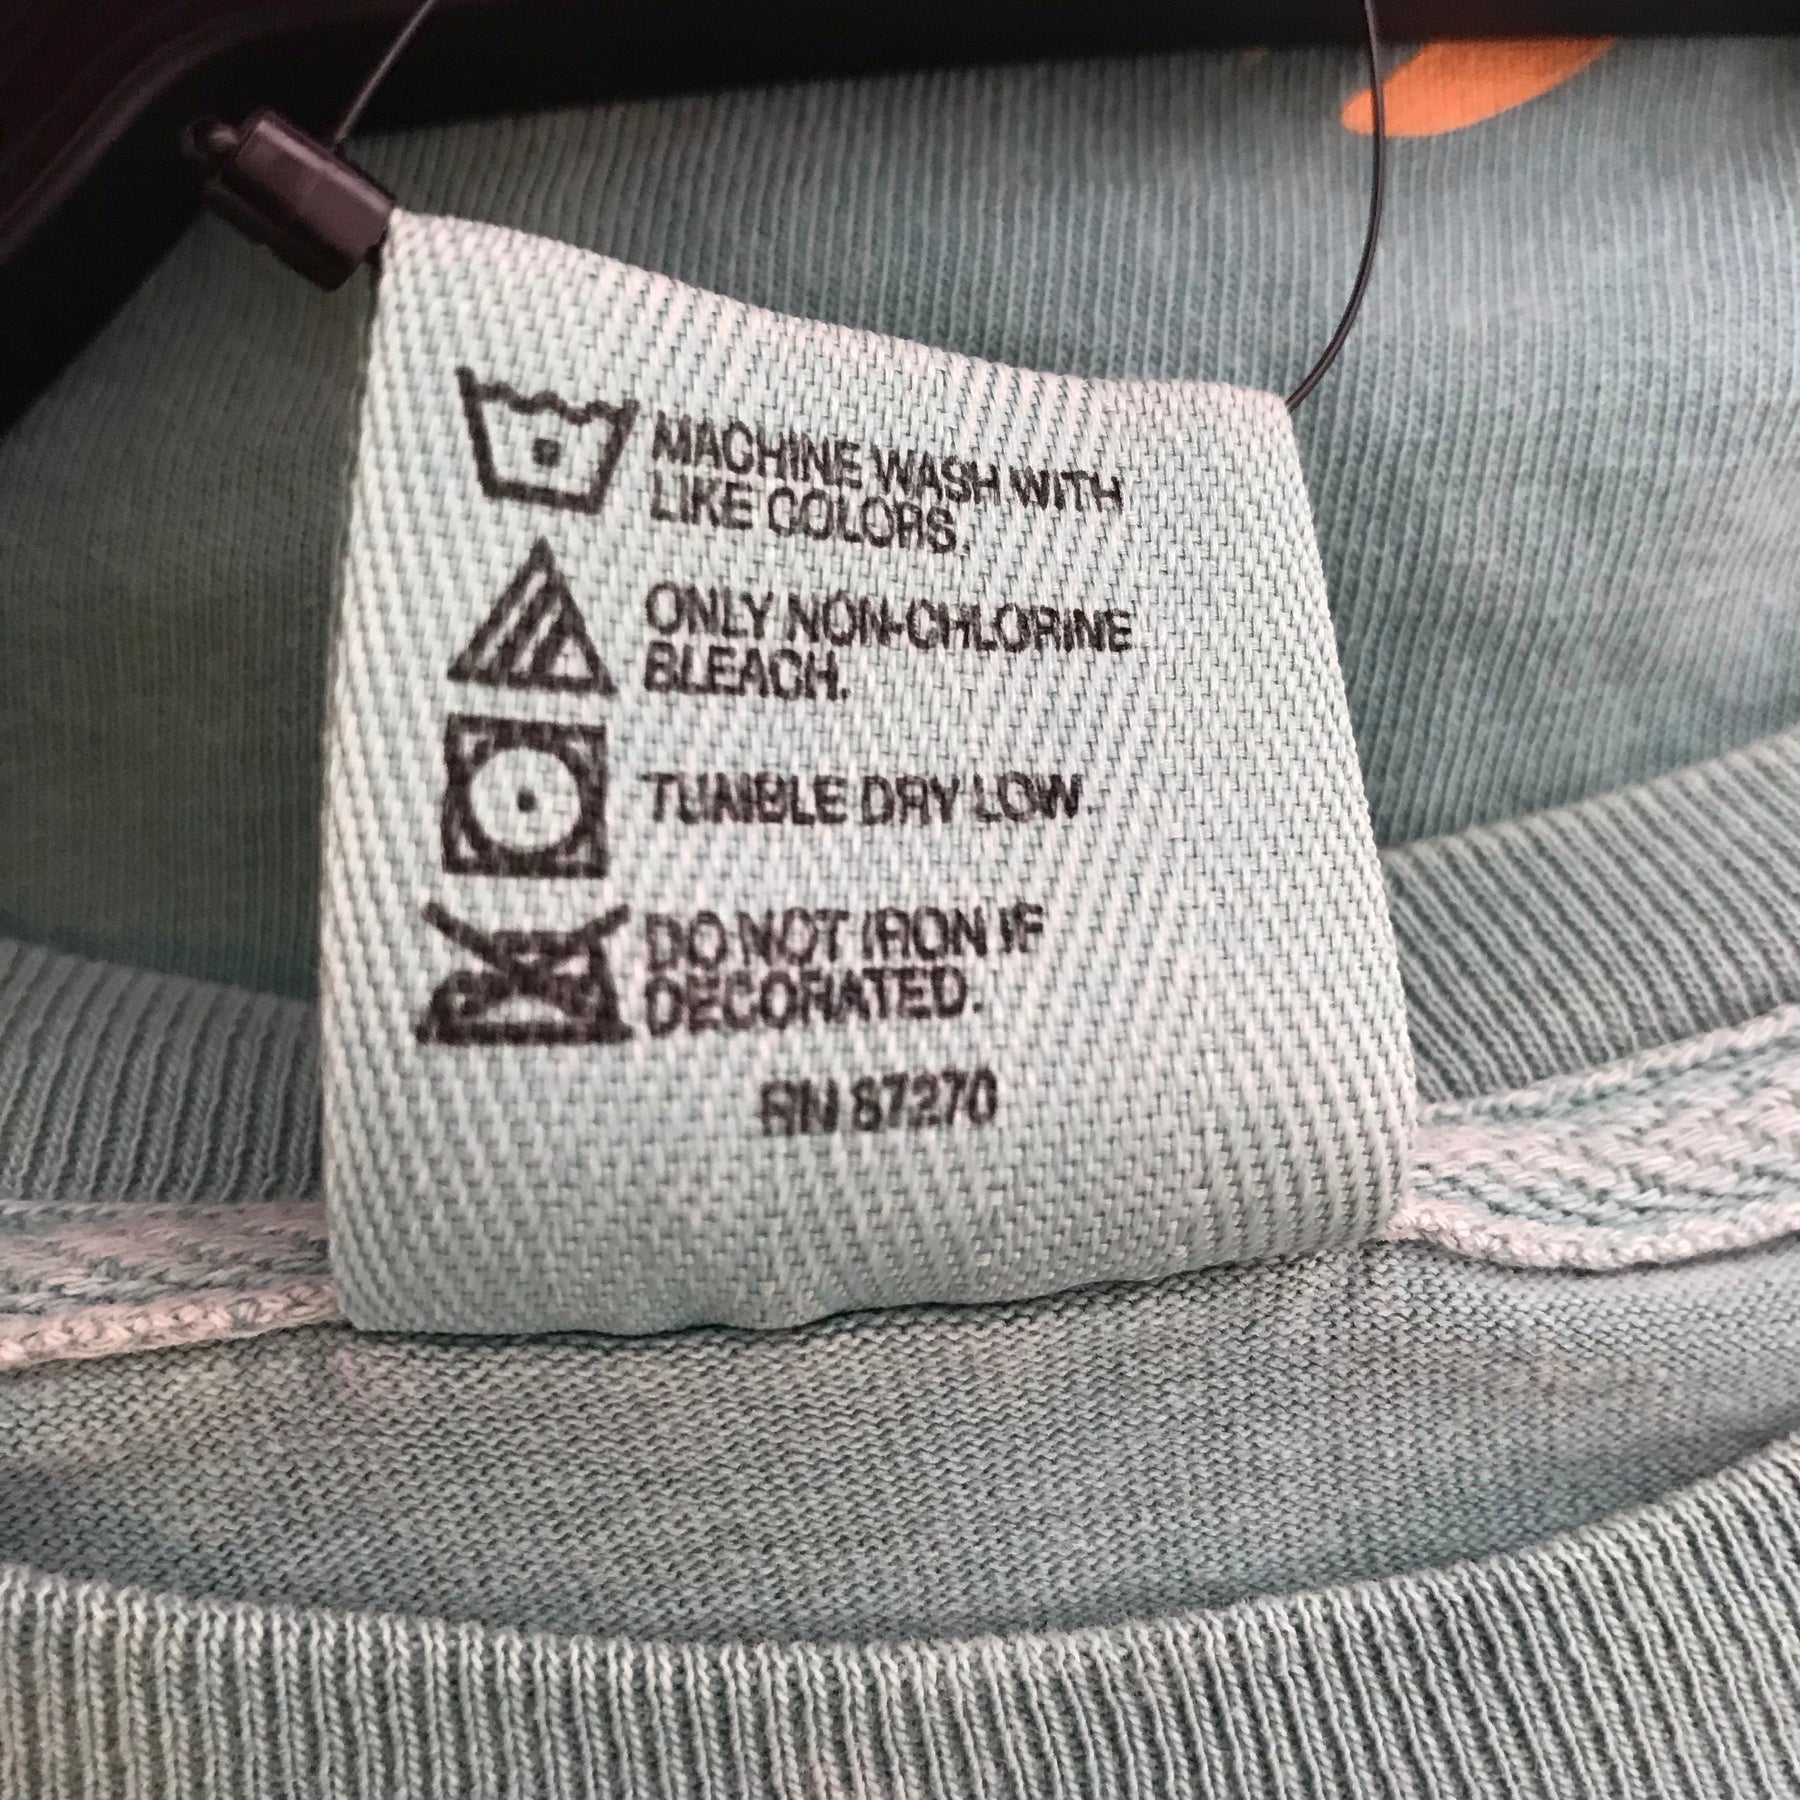 MACHINE WASH WITH
LIKE COLORS.
ONLY NON-CHLORINE
BLEACH.
TUMBLE DRY LOW.
DO NOT IRON IF
DECORATED.
RN 87270